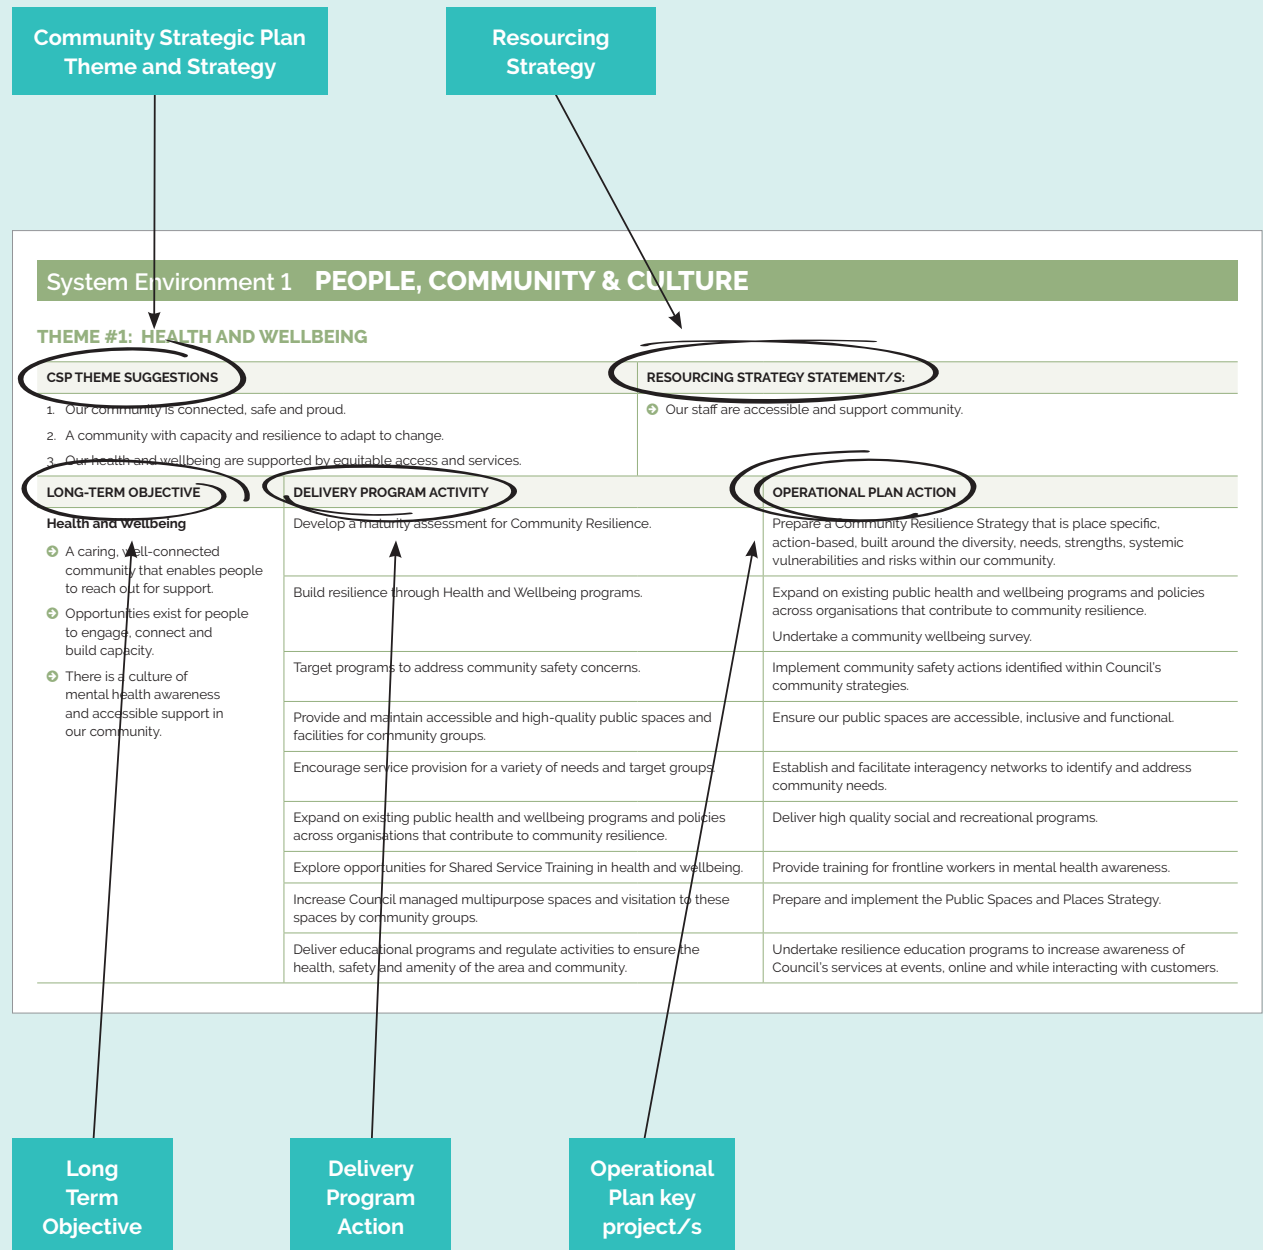 Community Strategic Plan
Theme and Strategy
Resourcing
Strategy
System Environment 1 PEOPLE, COMMUNITY & CULTURE
THEME #1: HEALTH AND WELLBEING
CSP THEME SUGGESTIONS
RESOURCING STRATEGY STATEMENT/S:
1. Our community is connected, safe and proud.
2. A community with capacity and resilience to adapt to change.
3. Our health and wellbeing are supported by equitable access and services.
Our staff are accessible and support community.
LONG-TERM OBJECTIVE
DELIVERY PROGRAM ACTIVITY
OPERATIONAL PLAN ACTION
Health and Wellbeing
A caring, well-connected
community that enables people
to reach out for support.
Opportunities exist for people
to engage, connect and
build capacity.
There is a culture of
mental health awareness
and accessible support in
our community.
Develop a maturity assessment for Community Resilience.
Prepare a Community Resilience Strategy that is place specific,
action-based, built around the diversity, needs, strengths, systemic
vulnerabilities and risks within our community.
Build resilience through Health and Wellbeing programs.
Expand on existing public health and wellbeing programs and policies
across organisations that contribute to community resilience.
Undertake a community wellbeing survey.
Target programs to address community safety concerns.
Implement community safety actions identified within Council's
community strategies.
Provide and maintain accessible and high-quality public spaces and
facilities for community groups.
Ensure our public spaces are accessible, inclusive and functional.
Encourage service provision for a variety of needs and target groups.
Establish and facilitate interagency networks to identify and address
community needs.
Expand on existing public health and wellbeing programs and policies
across organisations that contribute to community resilience.
Deliver high quality social and recreational programs.
Explore opportunities for Shared Service Training in health and wellbeing.
Provide training for frontline workers in mental health awareness.
Increase Council managed multipurpose spaces and visitation to these
spaces by community groups.
Prepare and implement the Public Spaces and Places Strategy.
Deliver educational programs and regulate activities to ensure the
health, safety and amenity of the area and community.
Undertake resilience education programs to increase awareness of
Council's services at events, online and while interacting with customers.
Long
Term
Objective
Delivery
Program
Action
Operational
Plan key
project/s